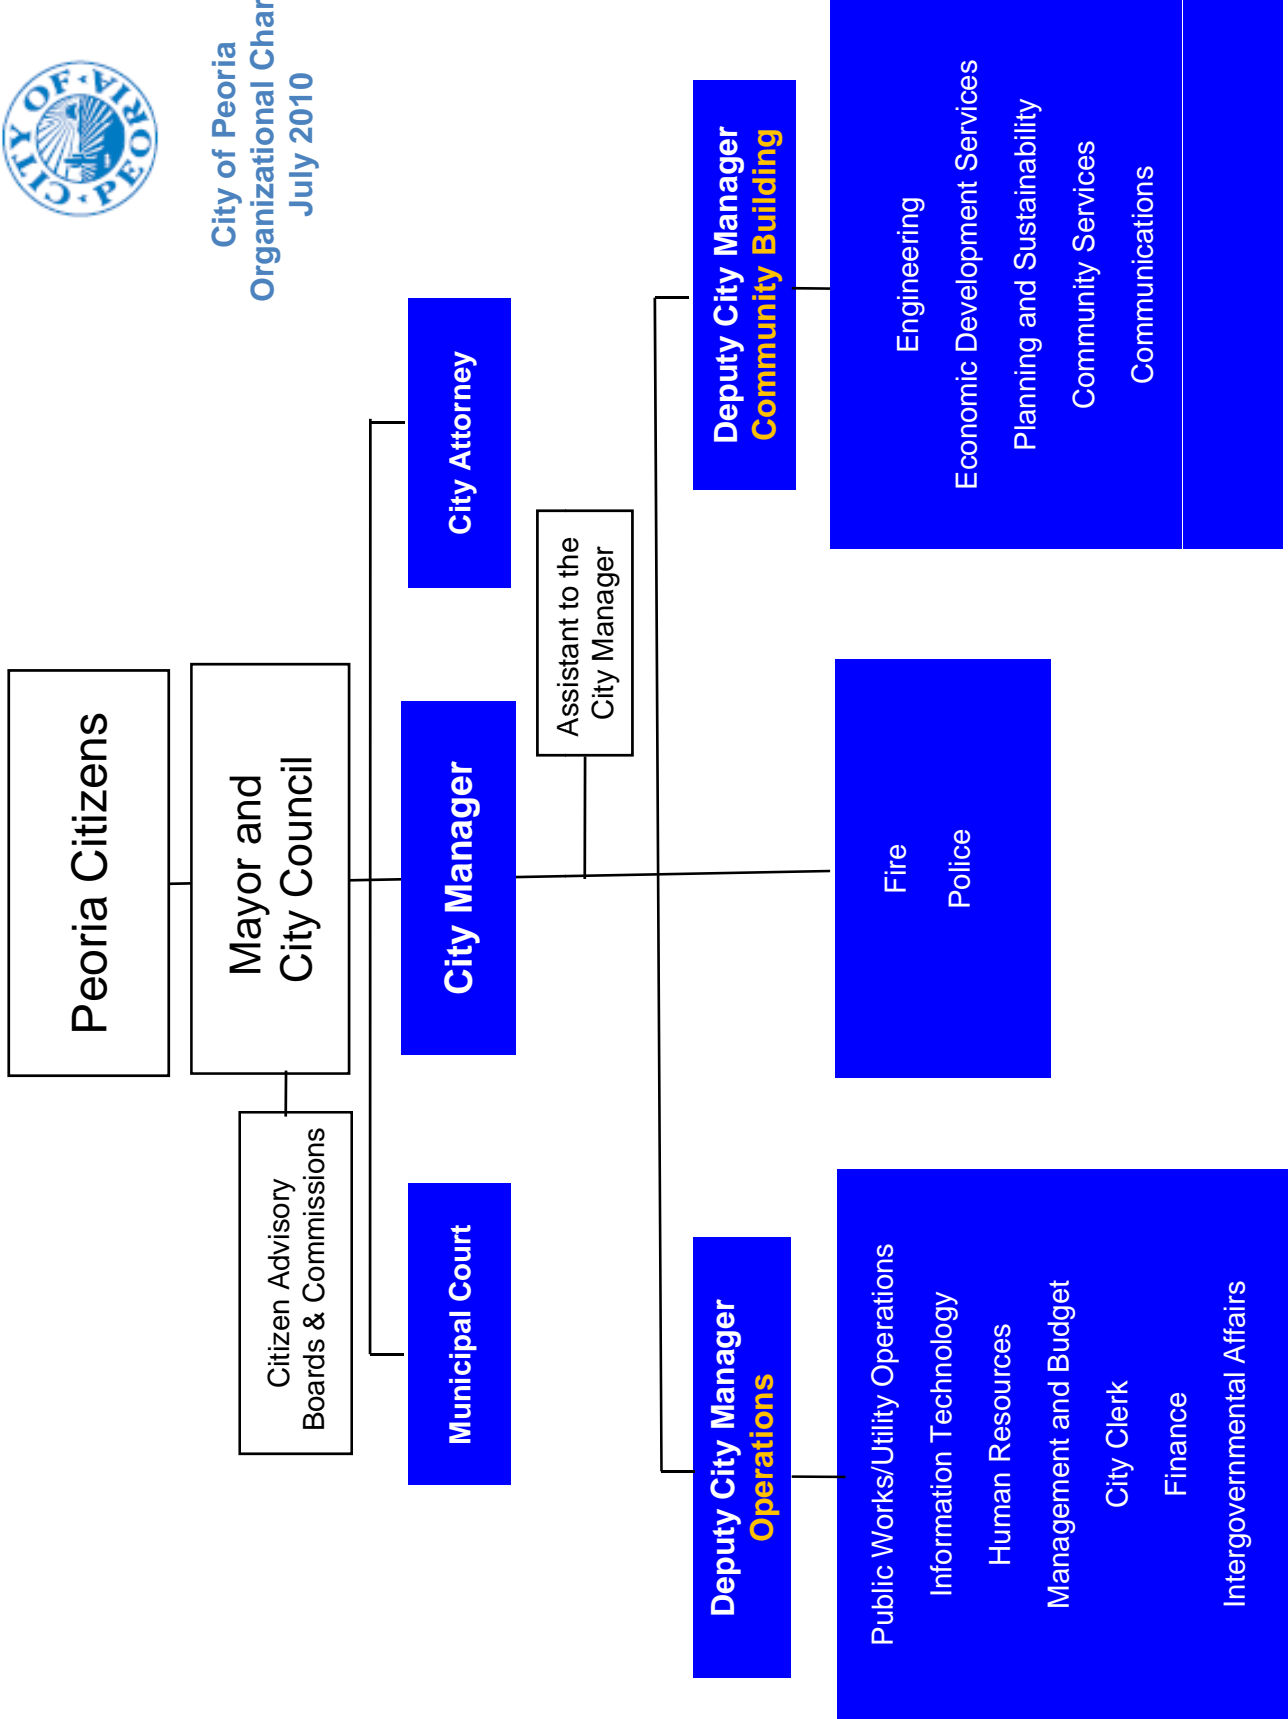 CITY OF PEORIA
City of Peoria
Organizational Char
July 2010
Peoria Citizens
Mayor and
City Council
Citizen Advisory
Boards & Commissions
Municipal Court
City Manager
City Attorney
Assistant to the
City Manager
Deputy City Manager
Operations
Deputy City Manager
Community Building
Public Works/Utility Operations
Information Technology
Human Resources
Management and Budget
City Clerk
Finance
Intergovernmental Affairs
Fire
Police
Engineering
Economic Development Services
Planning and Sustainability
Community Services
Communications